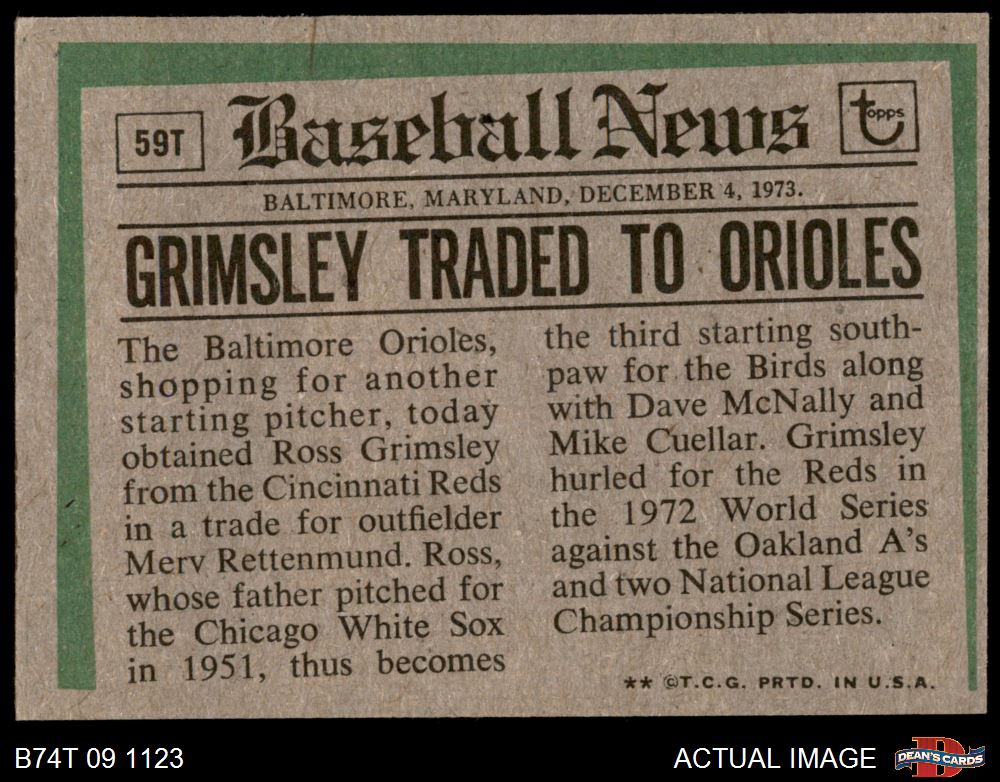 59T
Baseball News
topps
BALTIMORE, MARYLAND, DECEMBER 4, 1973.
GRIMSLEY TRADED TO ORIOLES
The Baltimore Orioles,
shopping for another
starting pitcher, today
obtained Ross Grimsley
from the Cincinnati Reds
in a trade for outfielder
Merv Rettenmund. Ross,
whose father pitched for
the Chicago White Sox
in 1951, thus becomes
the third starting south-
paw for the Birds along
with Dave McNally and
Mike Cuellar. Grimsley
hurled for the Reds in
the 1972 World Series
against the Oakland A's
and two National League
Championship Series.
** ©T.C.G. PRTD. IN U.S.A.
B74T 09 1123
ACTUAL IMAGE
D
DEAN'S CARDS